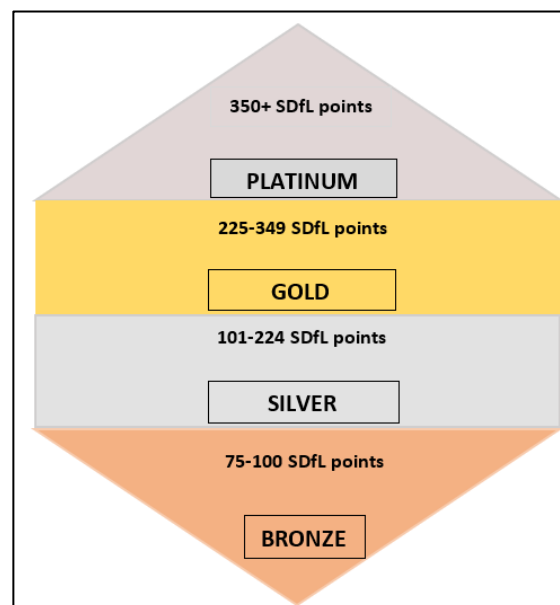 350+ SDfL points
PLATINUM
225-349 SDfL points
GOLD
101-224 SDfL points
SILVER
75-100 SDfL points
BRONZE